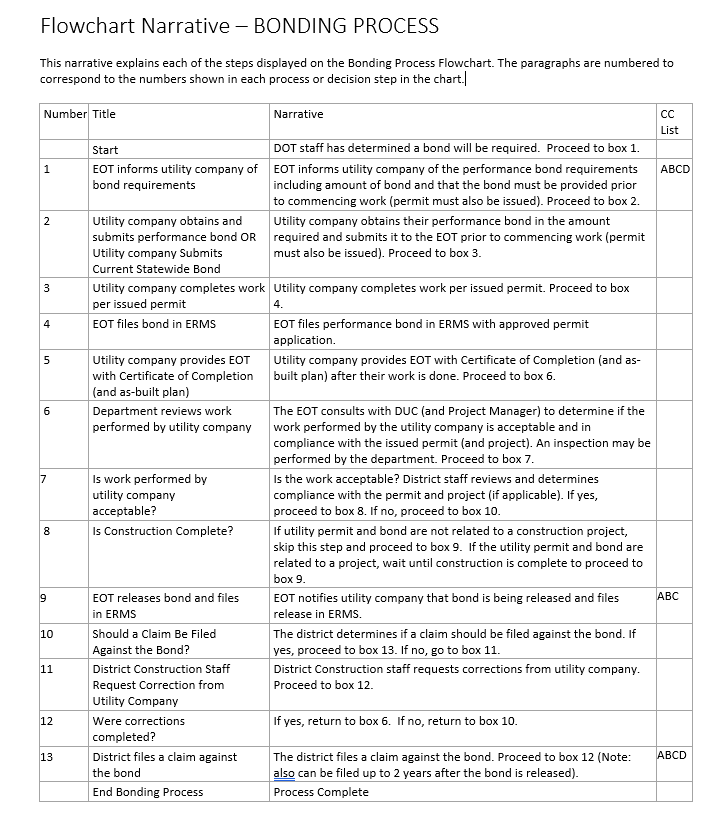 Flowchart Narrative – BONDING PROCESS
This narrative explains each of the steps displayed on the Bonding Process Flowchart. The paragraphs are numbered to
correspond to the numbers shown in each process or decision step in the chart.
Number Title Narrative CC
List
Start DOT staff has determined a bond will be required. Proceed to box 1.
1 EOT informs utility company of EOT informs utility company of the performance bond requirements ABCD
bond requirements including amount of bond and that the bond must be provided prior
to commencing work (permit must also be issued). Proceed to box 2.
2 Utility company obtains and Utility company obtains their performance bond in the amount
submits performance bond OR required and submits it to the EOT prior to commencing work (permit
Utility company Submits must also be issued). Proceed to box 3.
Current Statewide Bond
3 Utility company completes work Utility company completes work per issued permit. Proceed to box
per issued permit 4.
4 EOT files bond in ERMS EOT files performance bond in ERMS with approved permit
application.
5 Utility company provides EOT Utility company provides EOT with Certificate of Completion (and as-
with Certificate of Completion built plan) after their work is done. Proceed to box 6.
(and as-built plan)
6 Department reviews work The EOT consults with DUC (and Project Manager) to determine if the
performed by utility company work performed by the utility company is acceptable and in
compliance with the issued permit (and project). An inspection may be
performed by the department. Proceed to box 7.
7 Is work performed by Is the work acceptable? District staff reviews and determines
utility company compliance with the permit and project (if applicable). If yes,
acceptable? proceed to box 8. If no, proceed to box 10.
8 Is Construction Complete? If utility permit and bond are not related to a construction project,
skip this step and proceed to box 9. If the utility permit and bond are
related to a project, wait until construction is complete to proceed to
box 9.
9 EOT releases bond and files EOT notifies utility company that bond is being released and files ABC
in ERMS release in ERMS.
10 Should a Claim Be Filed The district determines if a claim should be filed against the bond. If
Against the Bond? yes, proceed to box 13. If no, go to box 11.
11 District Construction Staff District Construction staff requests corrections from utility company.
Request Correction from Proceed to box 12.
Utility Company
12 Were corrections If yes, return to box 6. If no, return to box 10.
completed?
13 District files a claim against The district files a claim against the bond. Proceed to box 12 (Note: ABCD
the bond also can be filed up to 2 years after the bond is released).
End Bonding Process Process Complete